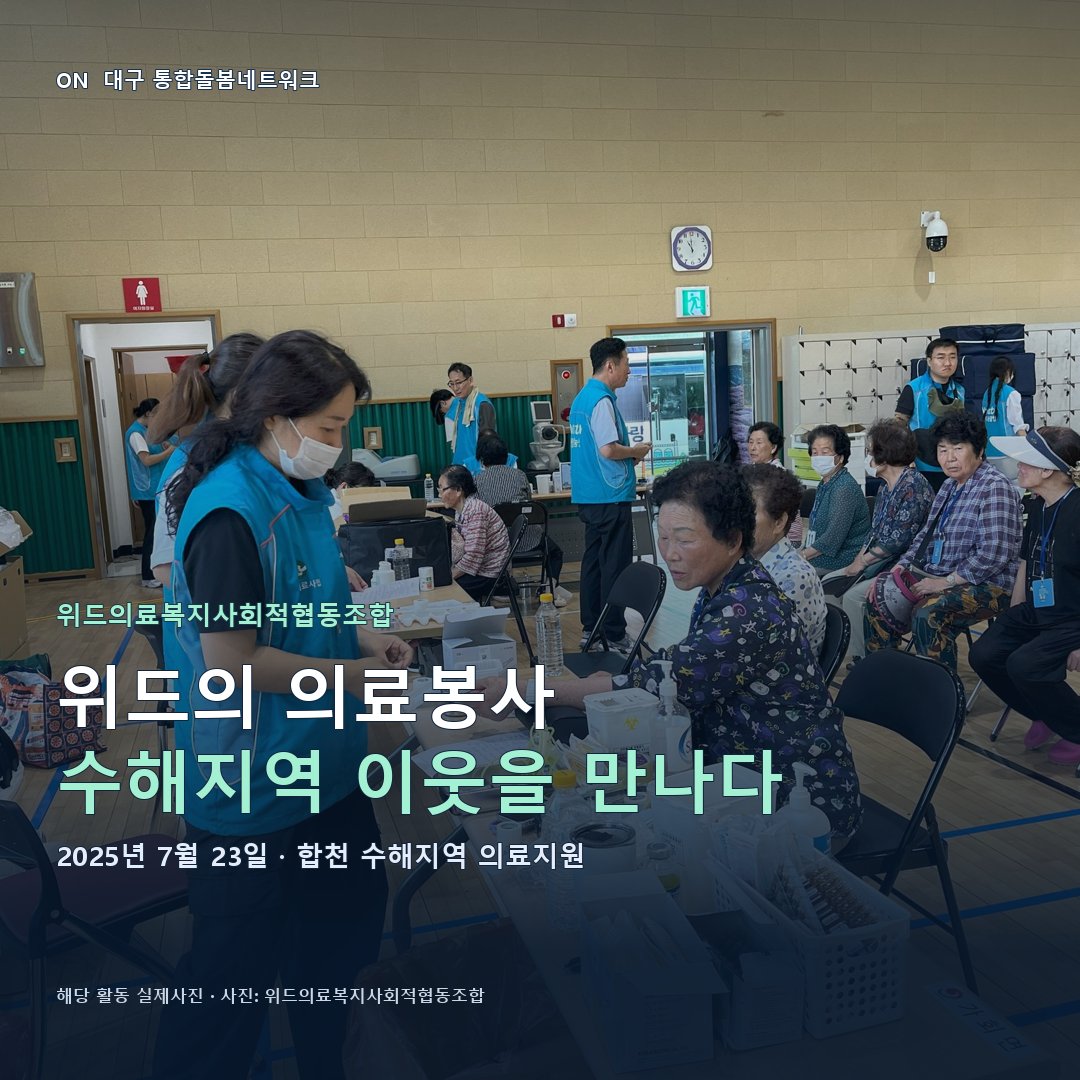 ON 대구 통합돌봄네트워크
위드의료복지사회적협동조합
위드의 의료봉사
수해지역 이웃을 만나다
2025년 7월 23일 · 합천 수해지역 의료지원
해당 활동 실제사진 · 사진: 위드의료복지사회적협동조합
가회면